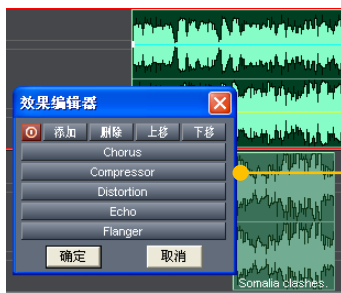 效果编辑器
添加 删除 上移 下移
Chorus
Compressor
Distortion
Echo
Flanger
确定 取消
Somalia clashes.